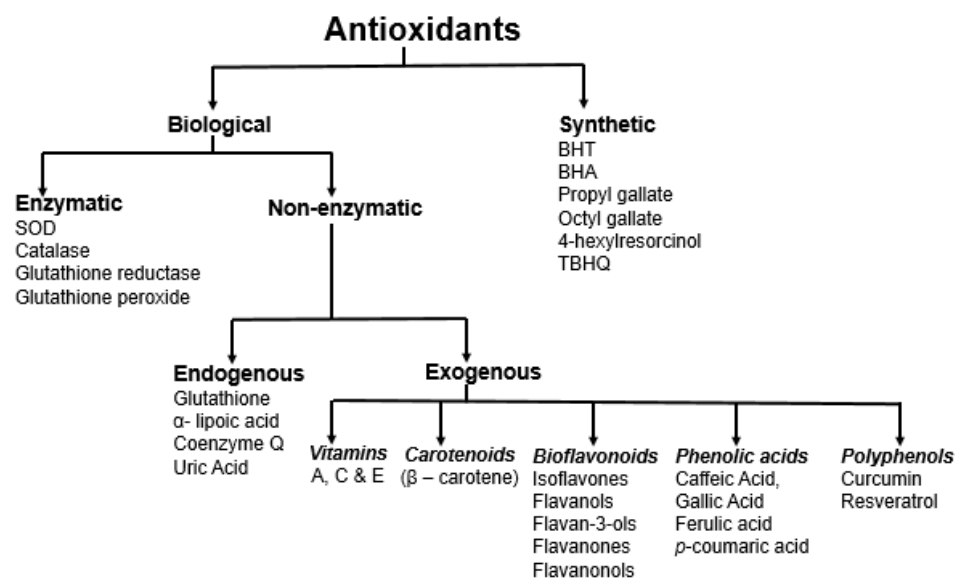 Antioxidants
Biological
Synthetic
BHT
BHA
Propyl gallate
Octyl gallate
4-hexylresorcinol
TBHQ
Enzymatic
SOD
Catalase
Glutathione reductase
Glutathione peroxide
Non-enzymatic
Endogenous
Glutathione
α- lipoic acid
Coenzyme Q
Uric Acid
Exogenous
Vitamins
A, C & E
Carotenoids
(β – carotene)
Bioflavonoids
Isoflavones
Flavanols
Flavan-3-ols
Flavanones
Flavanonols
Phenolic acids
Caffeic Acid,
Gallic Acid
Ferulic acid
p-coumaric acid
Polyphenols
Curcumin
Resveratrol